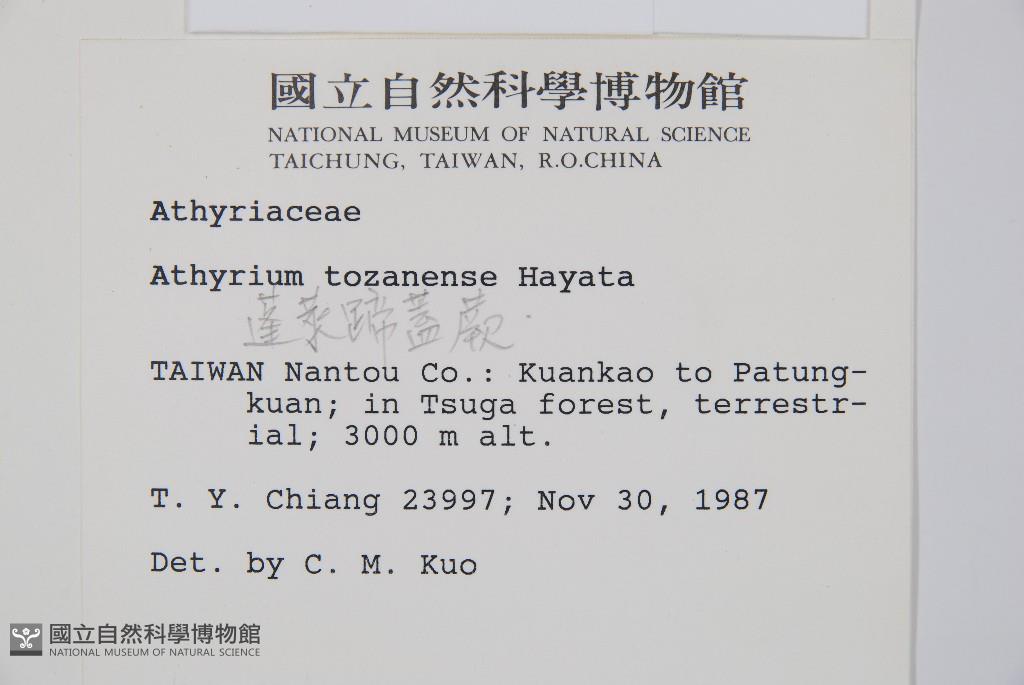 國立自然科學博物館
NATIONAL MUSEUM OF NATURAL SCIENCE
TAICHUNG, TAIWAN, R.O.CHINA
Athyriaceae
Athyrium tozanense Hayata
蓬萊蹄蓋蕨.
TAIWAN Nantou Co.: Kuankao to Patung-
kuan; in Tsuga forest, terrestr-
ial; 3000 m alt.
T. Y. Chiang 23997; Nov 30, 1987
Det. by C. M. Kuo
國立自然科學博物館
NATIONAL MUSEUM OF NATURAL SCIENCE